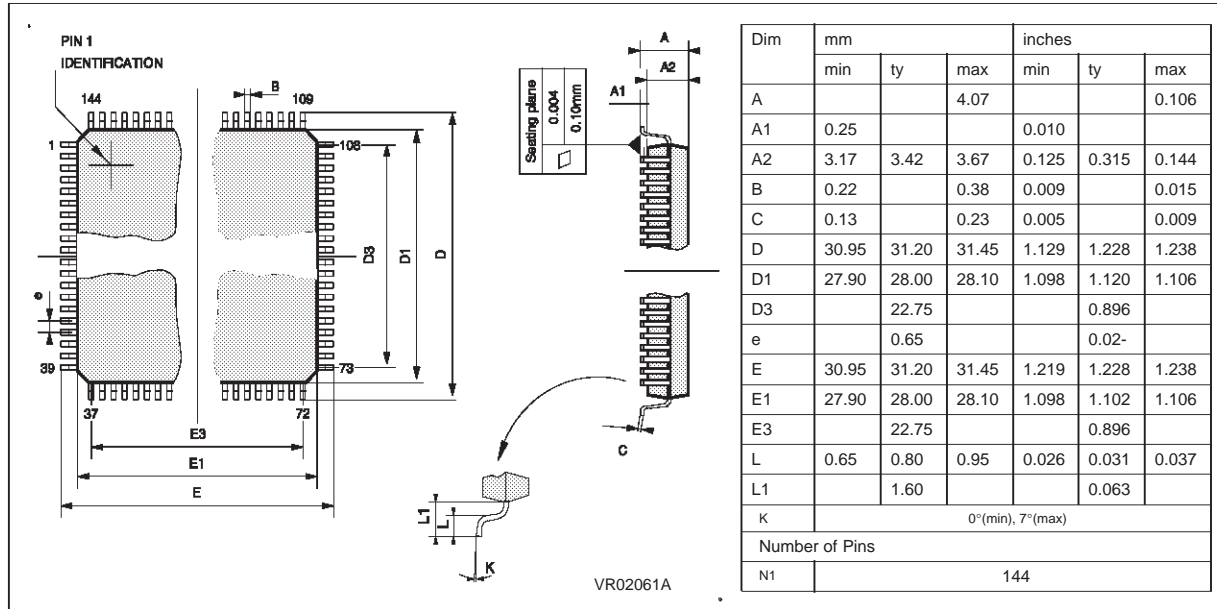 PIN 1
IDENTIFICATION
144
B
109
1
108
D3
D1
D
e
39
73
37
72
E3
E1
E
Seating plane
0.004
0.10mm
A
A2
A1
C
L1
L
K
VR02061A
Dim mm inches
min ty max min ty max
A 4.07 0.106
A1 0.25 0.010
A2 3.17 3.42 3.67 0.125 0.315 0.144
B 0.22 0.38 0.009 0.015
C 0.13 0.23 0.005 0.009
D 30.95 31.20 31.45 1.129 1.228 1.238
D1 27.90 28.00 28.10 1.098 1.120 1.106
D3 22.75 0.896
e 0.65 0.02-
E 30.95 31.20 31.45 1.219 1.228 1.238
E1 27.90 28.00 28.10 1.098 1.102 1.106
E3 22.75 0.896
L 0.65 0.80 0.95 0.026 0.031 0.037
L1 1.60 0.063
K 0°(min), 7°(max)
Number of Pins
N1 144